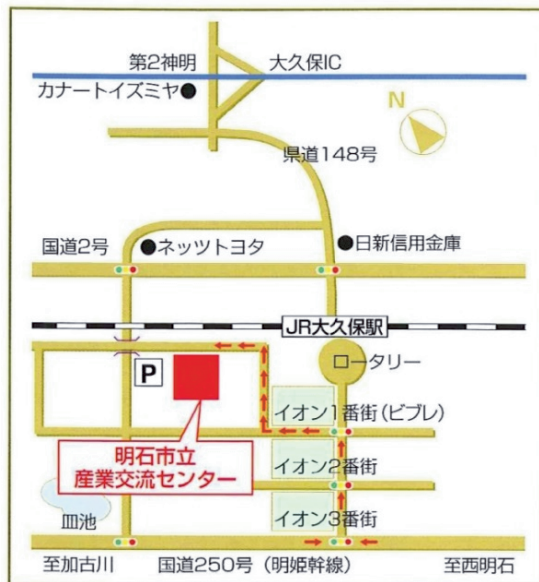 第2神明
大久保IC
カナートイズミヤ
N
県道148号
国道2号
ネッツトヨタ
日新信用金庫
JR大久保駅
P
ロータリー
イオン1番街(ビブレ)
明石市立
産業交流センター
イオン2番街
皿池
イオン3番街
至加古川
国道250号(明姫幹線)
至西明石